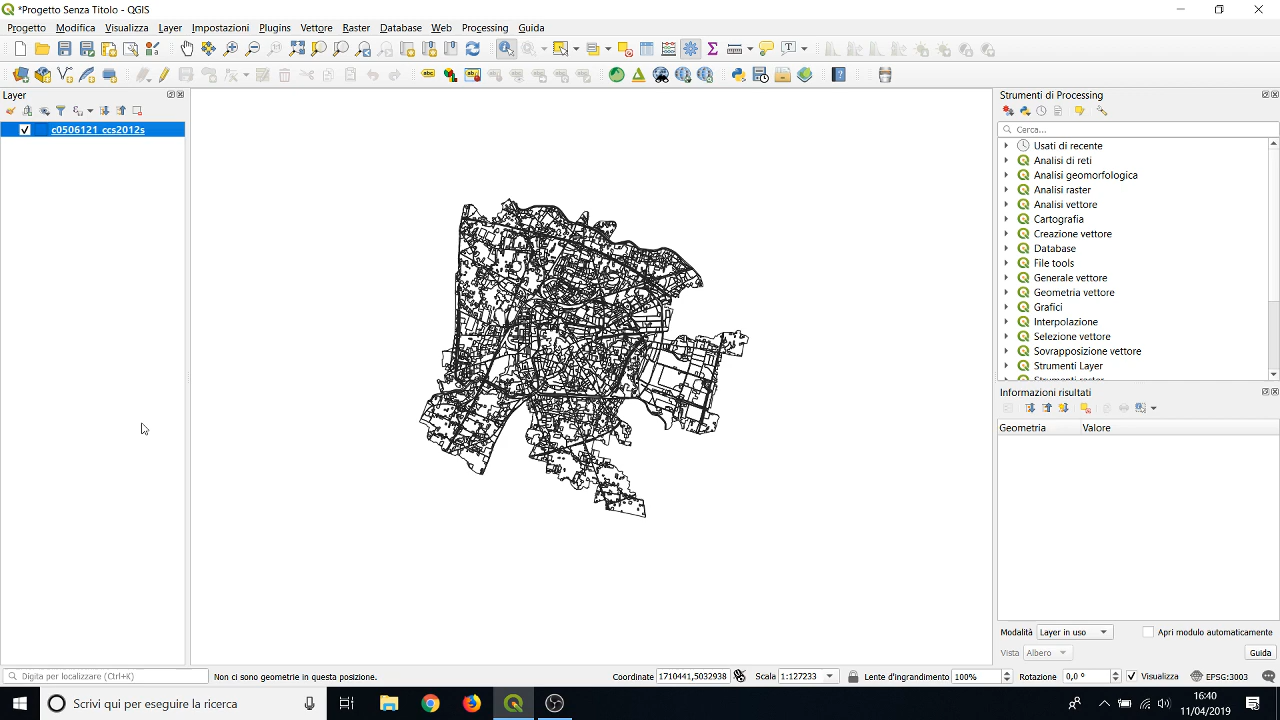 *Progetto Senza Titolo - QGIS
Progetto Modifica Visualizza Layer Impostazioni Plugins Vettore Raster Database Web Processing Guida
Layer
c0506121_ccs2012s
Strumenti di Processing
Cerca...
Usati di recente
Analisi di reti
Analisi geomorfologica
Analisi raster
Analisi vettore
Cartografia
Creazione vettore
Database
File tools
Generale vettore
Geometria vettore
Grafici
Interpolazione
Selezione vettore
Sovrapposizione vettore
Strumenti Layer
Strumenti raster
Informazioni risultati
Geometria Valore
Modalità Layer in uso Apri modulo automaticamente
Vista Albero Guida
Digita per localizzare (Ctrl+K) Non ci sono geometrie in questa posizione. Coordinate 1710441,5032938 Scala 1:127233 Lente d'ingrandimento 100% Rotazione 0,0 ° Visualizza EPSG:3003
Scrivi qui per eseguire la ricerca
16:40
11/04/2019